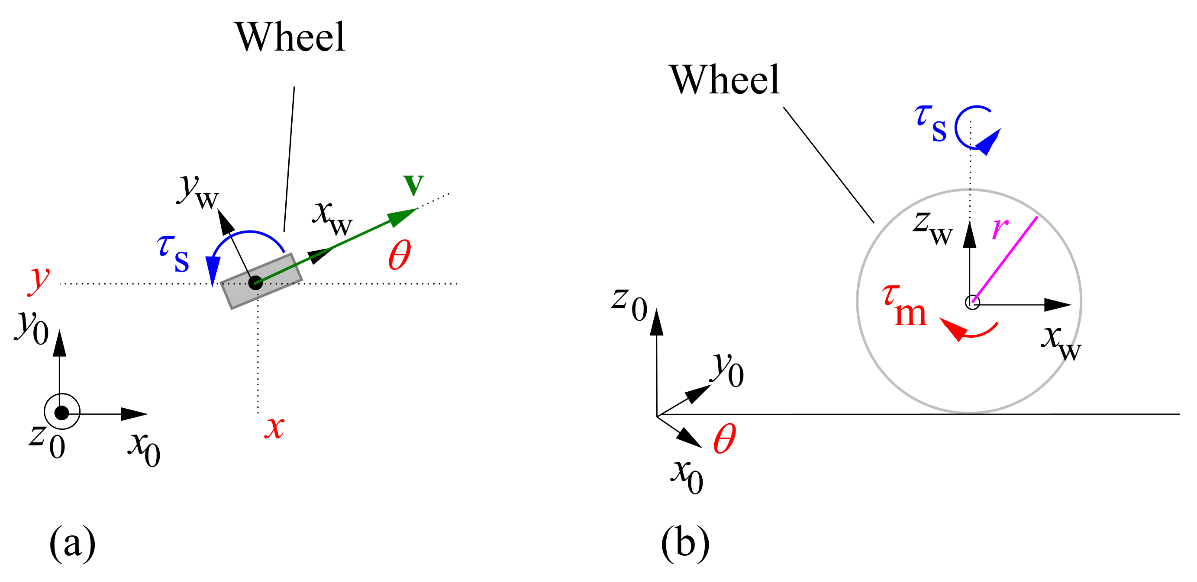 Wheel
v
y_w
x_w
τ_s
θ
y
y_0
z_0
x_0
x
(a)
Wheel
τ_s
z_w
r
τ_m
x_w
z_0
y_0
θ
x_0
(b)